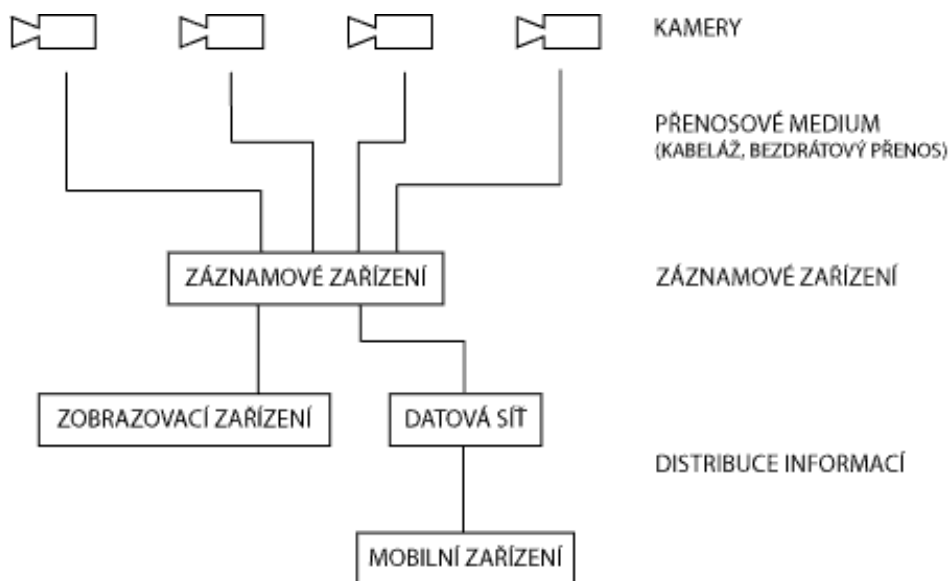 KAMERY
PŘENOSOVÉ MEDIUM
(KABELÁŽ, BEZDRÁTOVÝ PŘENOS)
ZÁZNAMOVÉ ZAŘÍZENÍ
ZÁZNAMOVÉ ZAŘÍZENÍ
ZOBRAZOVACÍ ZAŘÍZENÍ
DATOVÁ SÍŤ
DISTRIBUCE INFORMACÍ
MOBILNÍ ZAŘÍZENÍ